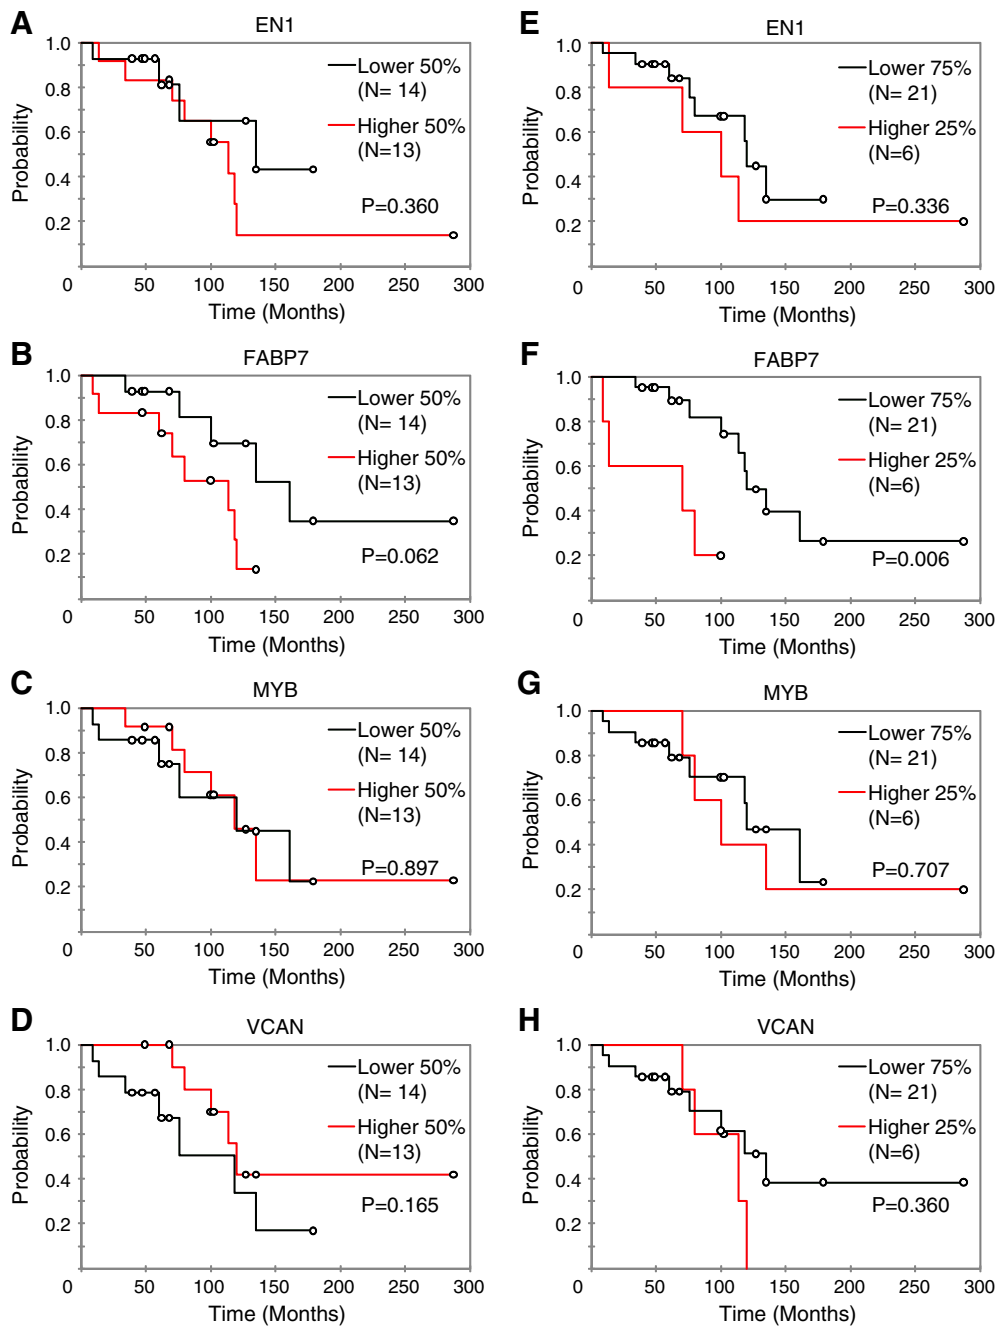 A
EN1
1.0
0.8
0.6
0.4
0.2
Probability
Lower 50%
(N= 14)
Higher 50%
(N=13)
P=0.360
0 50 100 150 200 250 300
Time (Months)
E
EN1
1.0
0.8
0.6
0.4
0.2
Probability
Lower 75%
(N= 21)
Higher 25%
(N=6)
P=0.336
0 50 100 150 200 250 300
Time (Months)
B
FABP7
1.0
0.8
0.6
0.4
0.2
Probability
Lower 50%
(N= 14)
Higher 50%
(N=13)
P=0.062
0 50 100 150 200 250 300
Time (Months)
F
FABP7
1.0
0.8
0.6
0.4
0.2
Probability
Lower 75%
(N= 21)
Higher 25%
(N=6)
P=0.006
0 50 100 150 200 250 300
Time (Months)
C
MYB
1.0
0.8
0.6
0.4
0.2
Probability
Lower 50%
(N= 14)
Higher 50%
(N=13)
P=0.897
0 50 100 150 200 250 300
Time (Months)
G
MYB
1.0
0.8
0.6
0.4
0.2
Probability
Lower 75%
(N= 21)
Higher 25%
(N=6)
P=0.707
0 50 100 150 200 250 300
Time (Months)
D
VCAN
1.0
0.8
0.6
0.4
0.2
Probability
Lower 50%
(N= 14)
Higher 50%
(N=13)
P=0.165
0 50 100 150 200 250 300
Time (Months)
H
VCAN
1.0
0.8
0.6
0.4
0.2
Probability
Lower 75%
(N= 21)
Higher 25%
(N=6)
P=0.360
0 50 100 150 200 250 300
Time (Months)